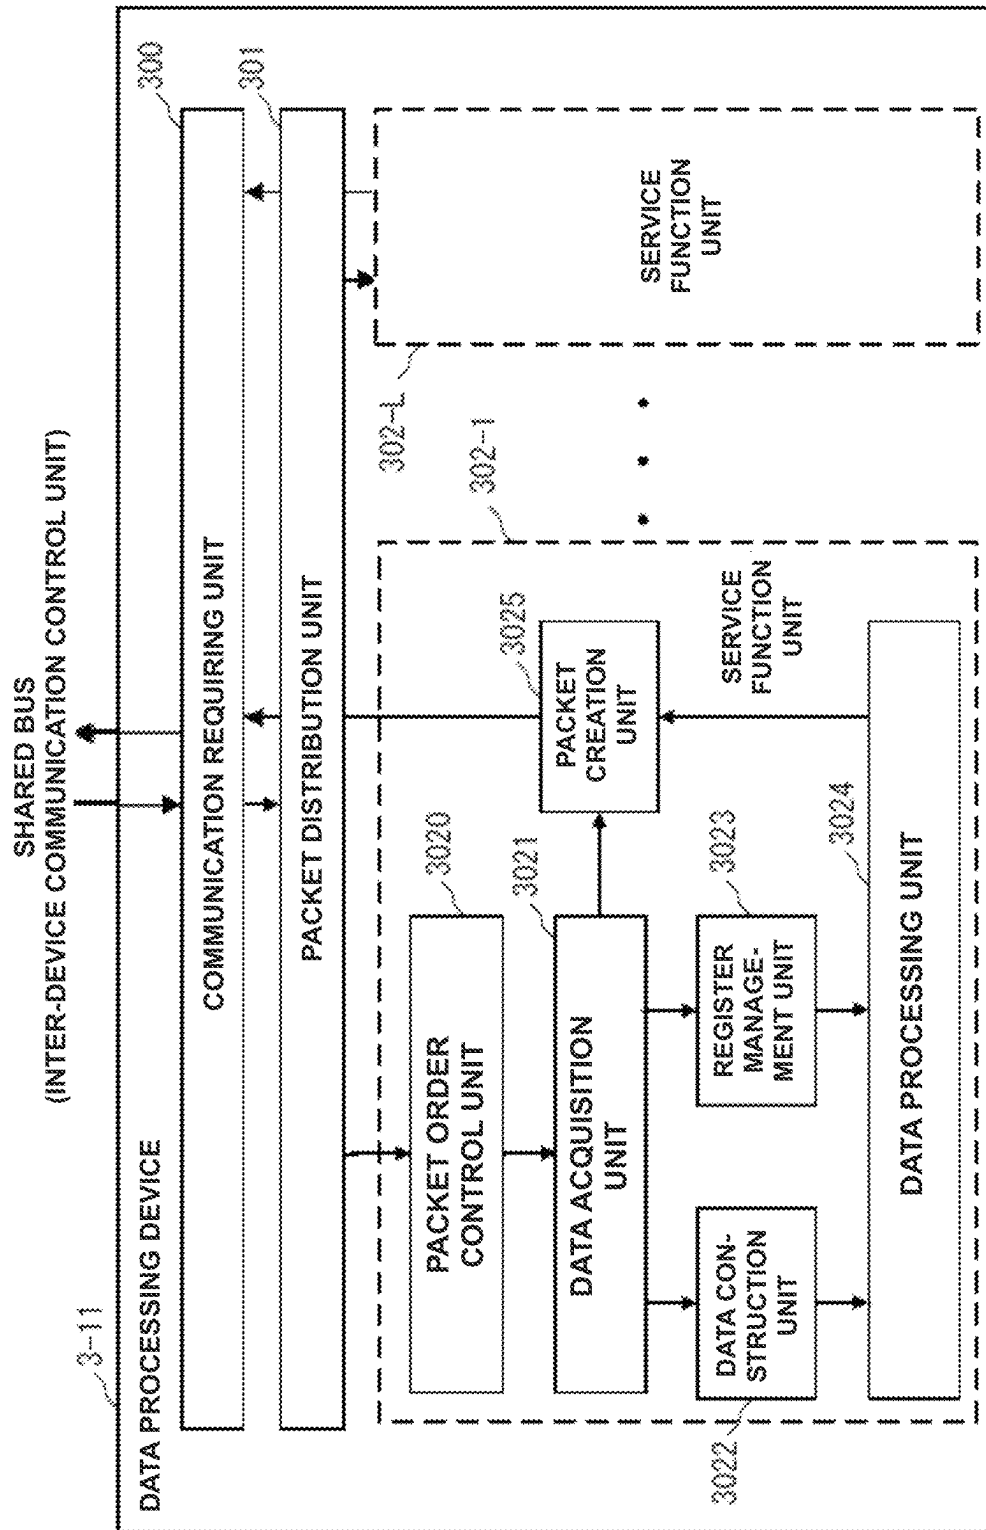 SHARED BUS
(INTER-DEVICE COMMUNICATION CONTROL UNIT)
3-11
DATA PROCESSING DEVICE
300
COMMUNICATION REQUIRING UNIT
301
PACKET DISTRIBUTION UNIT
302-1
302-L
3020
PACKET ORDER
CONTROL UNIT
3021
DATA ACQUISITION
UNIT
3025
PACKET
CREATION
UNIT
SERVICE
FUNCTION
UNIT
3022
DATA CON-
STRUCTION
UNIT
3023
REGISTER
MANAGE-
MENT UNIT
3024
DATA PROCESSING UNIT
SERVICE
FUNCTION
UNIT